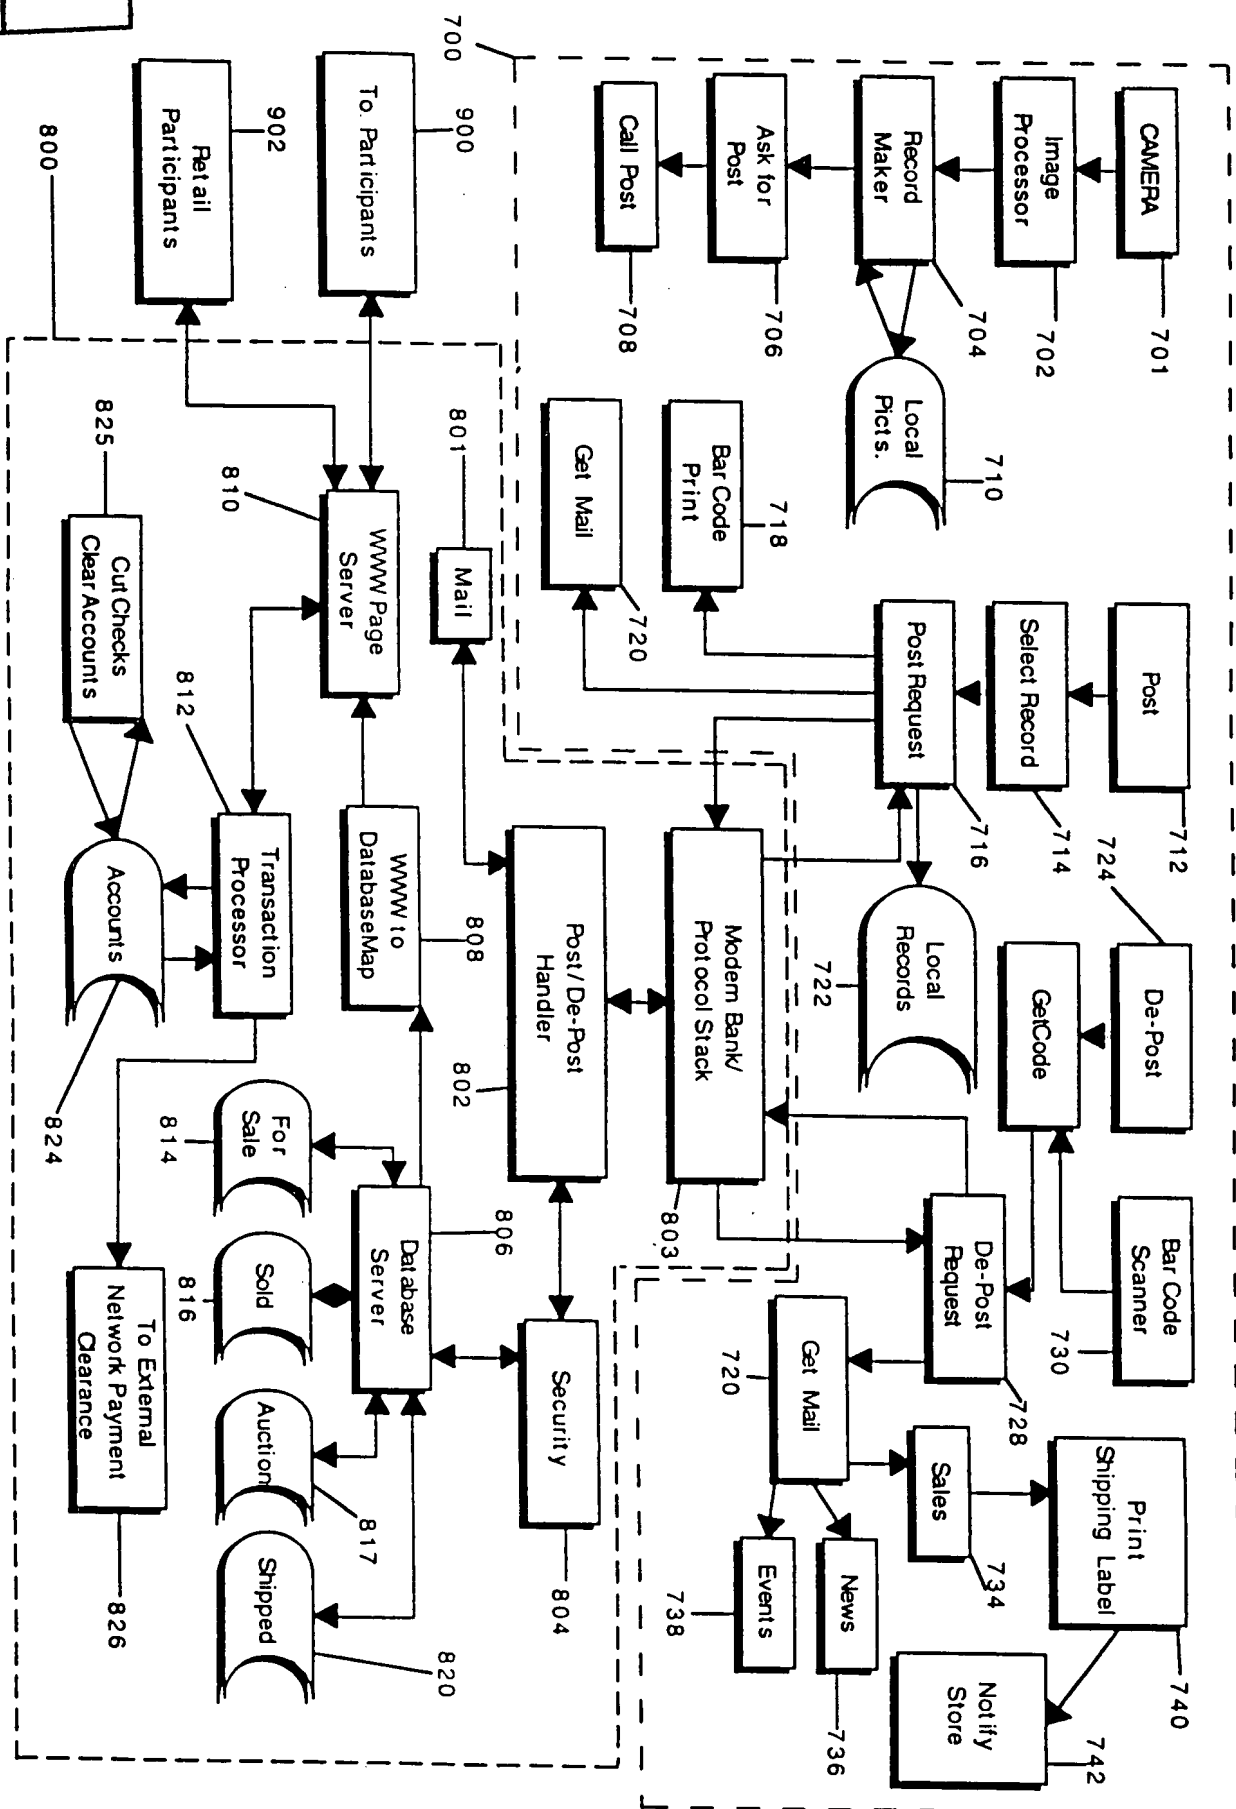 700
CAMERA
701
Image
Processor
702
Record
Maker
704
Ask for
Post
706
Call Post
708
Local
Picts.
710
Post
712
Select Record
714
Post Request
716
Bar Code
Print
718
Get Mail
720
Local
Records
722
De-Post
724
GetCode
Bar Code
Scanner
730
De-Post
Request
728
Get Mail
720
Sales
734
News
736
Events
738
Print
Shipping Label
740
Notify
Store
742
To Participants
900
Retail
Participants
902
800
Mail
801
Modem Bank/
Protocol Stack
803
Post/De-Post
Handler
802
Security
804
WWW Page
Server
810
WWW to
DatabaseMap
808
Database
Server
806
Cut Checks
Clear Accounts
825
Transaction
Processor
812
Accounts
824
For
Sale
814
Sold
816
Auction
817
Shipped
820
To External
Network Payment
Clearance
826